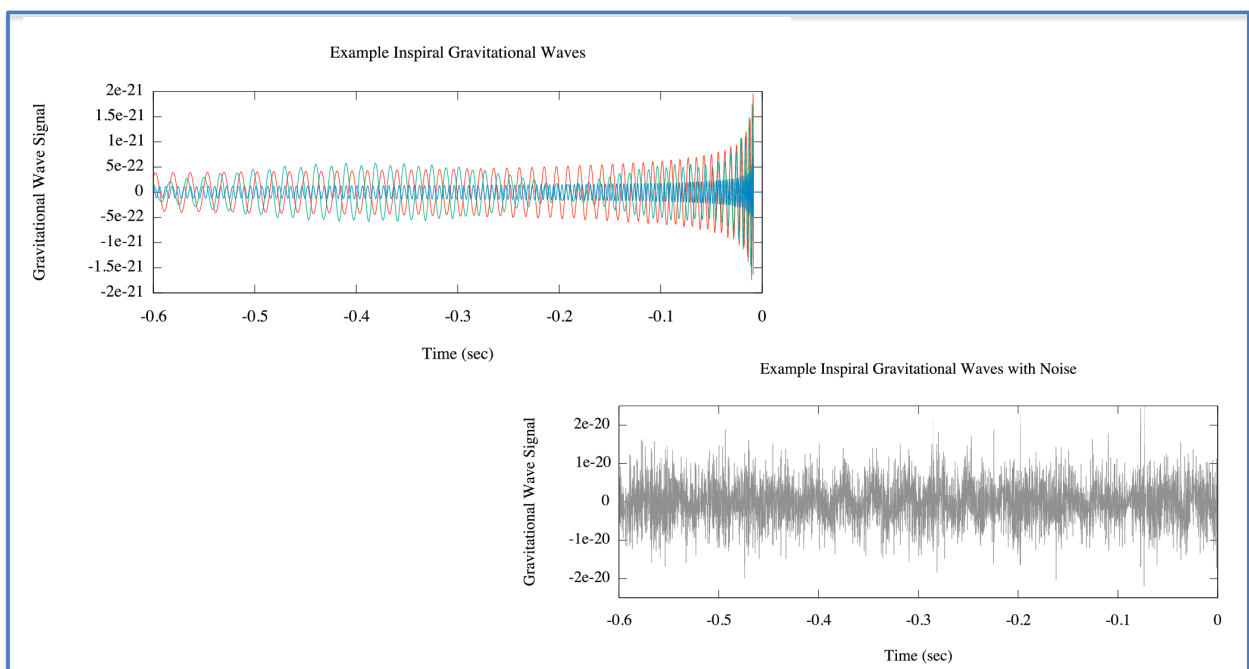 Example Inspiral Gravitational Waves
Gravitational Wave Signal
2e-21
1.5e-21
1e-21
5e-22
0
-5e-22
-1e-21
-1.5e-21
-2e-21
-0.6 -0.5 -0.4 -0.3 -0.2 -0.1 0
Time (sec)
Example Inspiral Gravitational Waves with Noise
Gravitational Wave Signal
2e-20
1e-20
0
-1e-20
-2e-20
-0.6 -0.5 -0.4 -0.3 -0.2 -0.1 0
Time (sec)